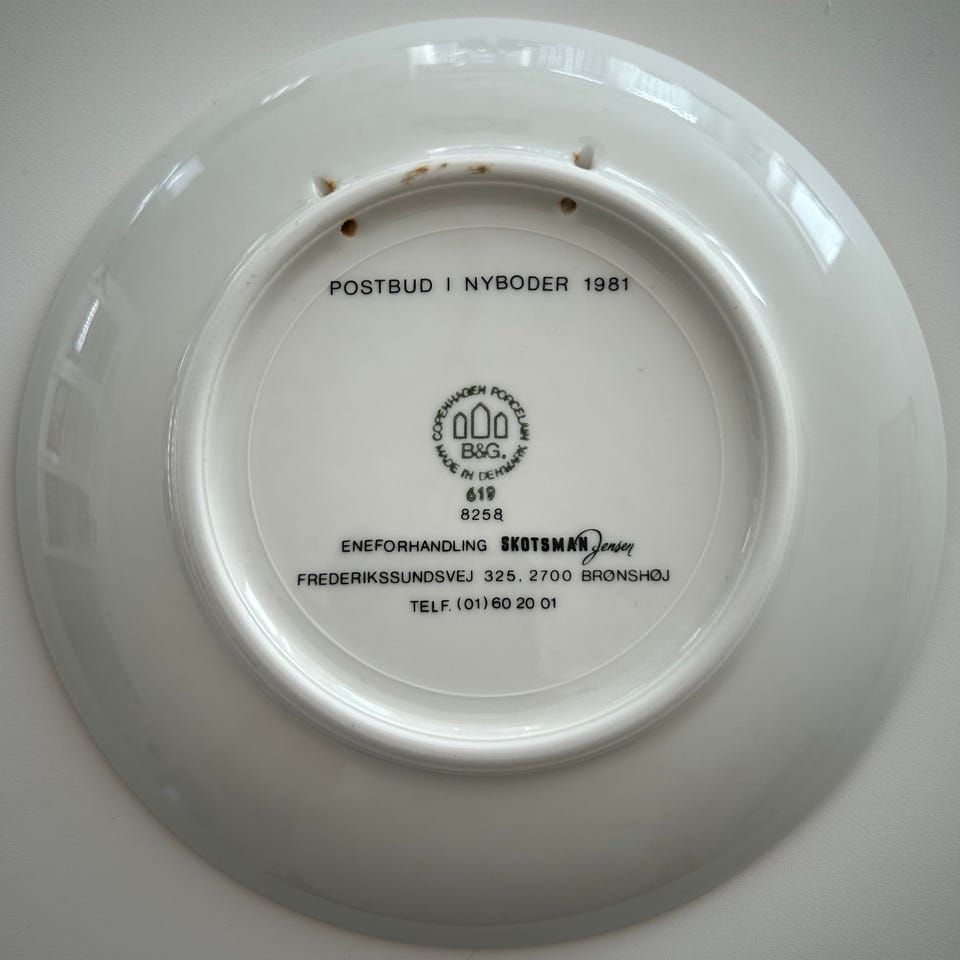 POSTBUD I NYBODER 1981
COPENHAGEN PORCELAIN
B&G.
MADE IN DENMARK
619
8258
ENEFORHANDLING SKOTSMAN Jensen
FREDERIKSSUNDSVEJ 325, 2700 BRØNSHØJ
TELF. (01) 60 20 01